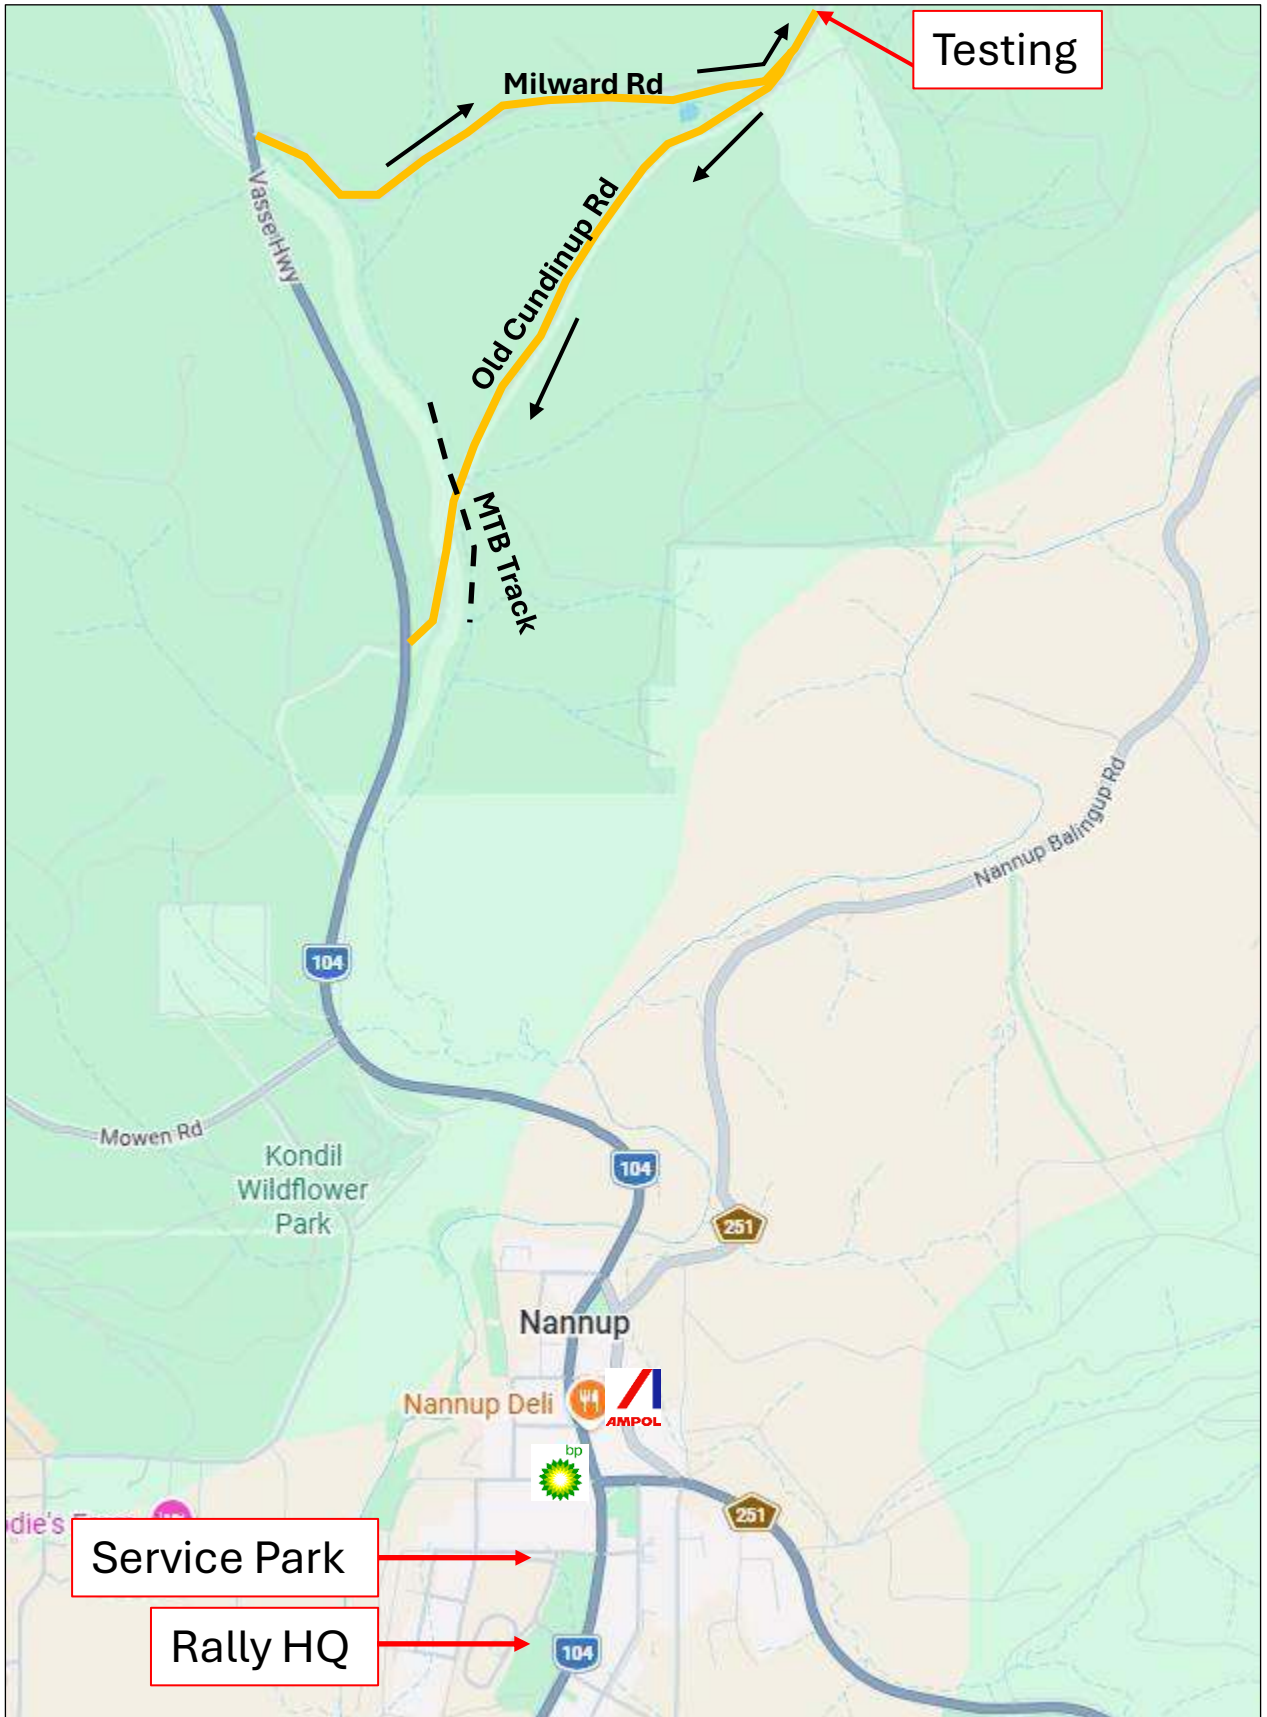 Testing
Milward Rd
Vasse Hwy
Old Cundinup Rd
MTB Track
Nannup Balingup Rd
104
Mowen Rd
Kondil
Wildflower
Park
104
251
Nannup
Nannup Deli
AMPOL
bp
251
odie's
Service Park
Rally HQ
104